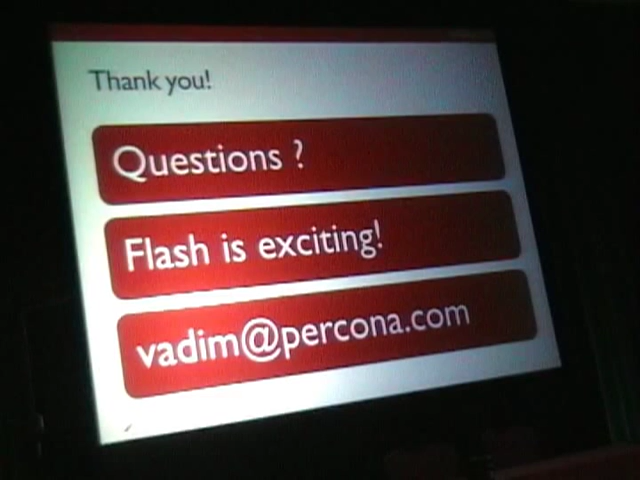 Thank you!
Questions ?
Flash is exciting!
vadim@percona.com